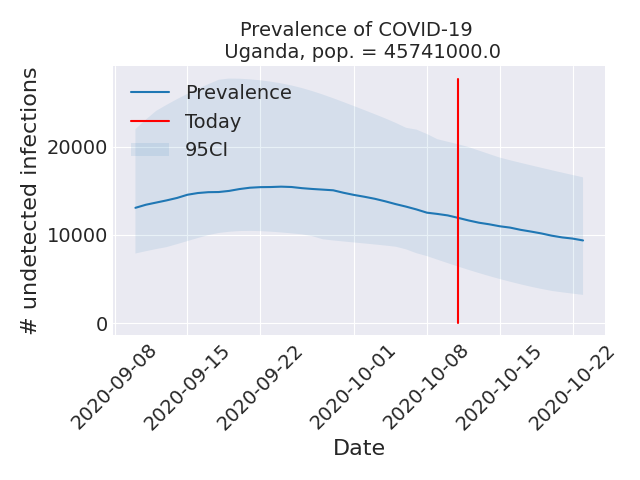 Prevalence of COVID-19
Uganda, pop. = 45741000.0
Prevalence
Today
95CI
# undetected infections
20000
10000
0
2020-09-08
2020-09-15
2020-09-22
2020-10-01
2020-10-08
2020-10-15
2020-10-22
Date